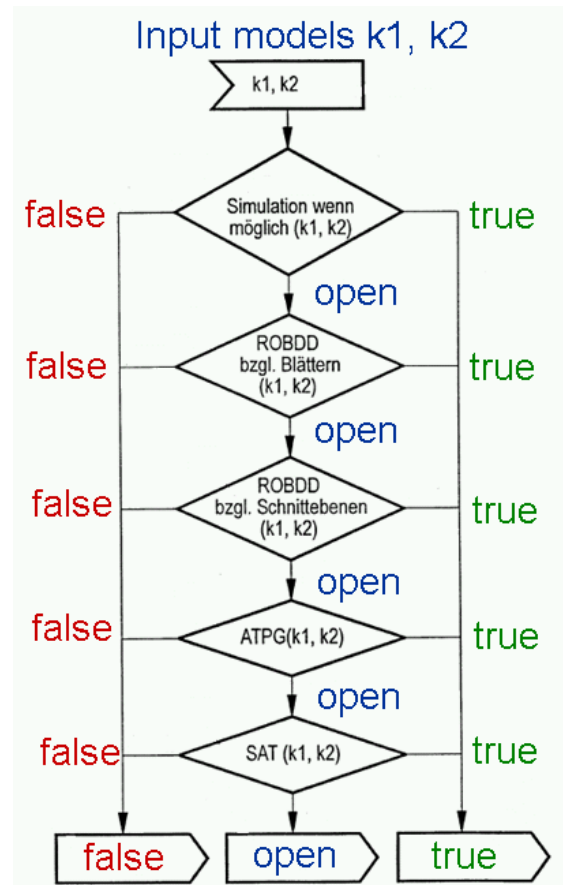 Input models k1, k2
k1, k2
Simulation wenn
möglich (k1, k2)
false
true
open
ROBDD
bzgl. Blättern
(k1, k2)
false
true
open
ROBDD
bzgl. Schnittebenen
(k1, k2)
false
true
open
ATPG(k1, k2)
false
true
open
SAT (k1, k2)
false
true
false
open
true